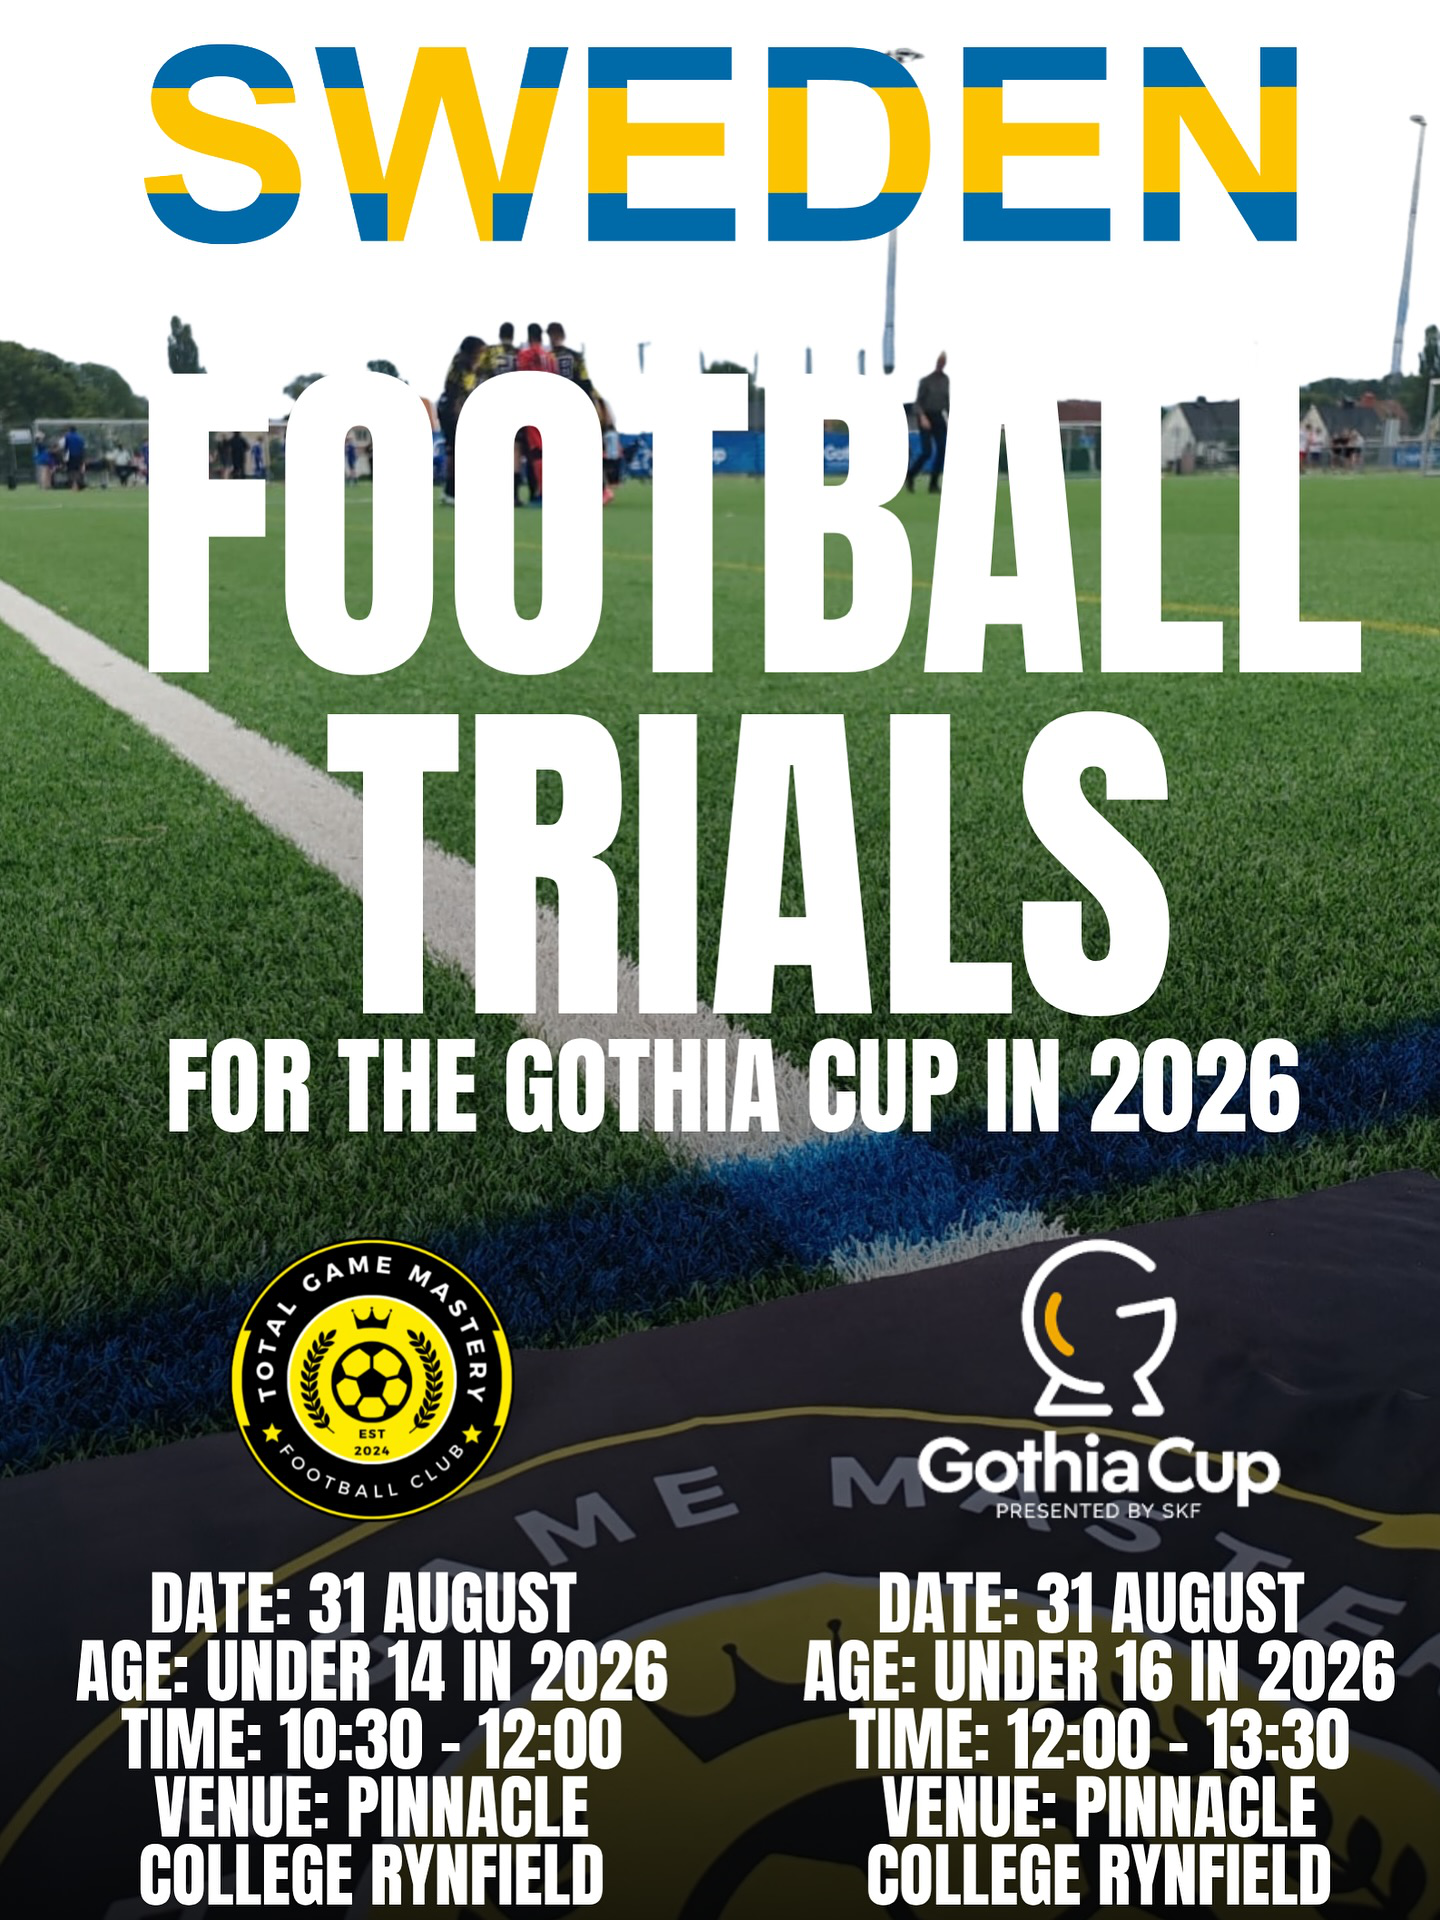 SWEDEN
FOOTBALL
TRIALS
FOR THE GOTHIA CUP IN 2026
TOTAL GAME MASTERY
EST
2024
FOOTBALL CLUB
Gothia Cup
PRESENTED BY SKF
GAME MASTER
DATE: 31 AUGUST
AGE: UNDER 14 IN 2026
TIME: 10:30 - 12:00
VENUE: PINNACLE
COLLEGE RYNFIELD
DATE: 31 AUGUST
AGE: UNDER 16 IN 2026
TIME: 12:00 - 13:30
VENUE: PINNACLE
COLLEGE RYNFIELD